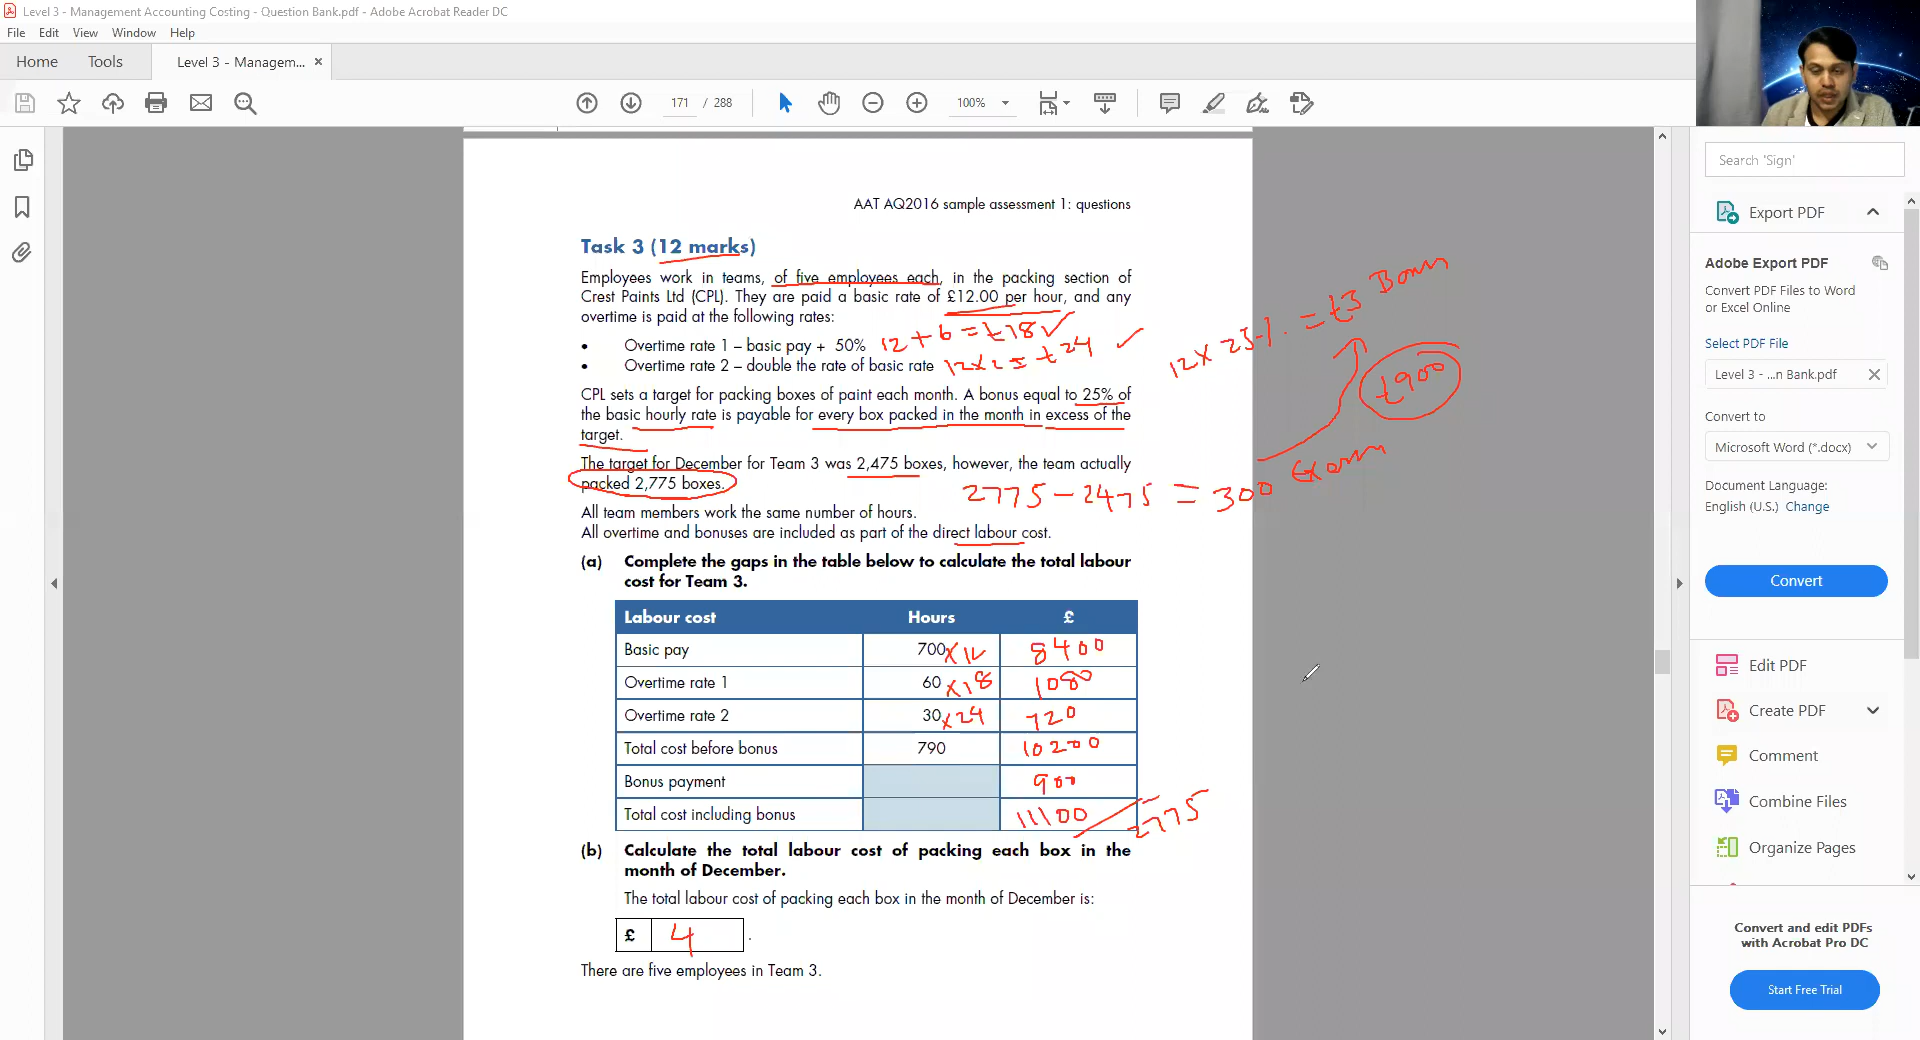 Level 3 - Management Accounting Costing - Question Bank.pdf - Adobe Acrobat Reader DC
File Edit View Window Help
Home Tools Level 3 - Managem... ×
171 / 288 100%
AAT AQ2016 sample assessment 1: questions
Task 3 (12 marks)
Employees work in teams, of five employees each, in the packing section of
Crest Paints Ltd (CPL). They are paid a basic rate of £12.00 per hour, and any
overtime is paid at the following rates:
• Overtime rate 1 – basic pay + 50% 12 + 6 = £18 ✓
• Overtime rate 2 – double the rate of basic rate 12 x 2 = £24 ✓
12 x 25%. = £3 Bonus
£900
CPL sets a target for packing boxes of paint each month. A bonus equal to 25% of
the basic hourly rate is payable for every box packed in the month in excess of the
target.
The target for December for Team 3 was 2,475 boxes, however, the team actually
packed 2,775 boxes.
2775 - 2475 = 300
All team members work the same number of hours.
All overtime and bonuses are included as part of the direct labour cost.
(a) Complete the gaps in the table below to calculate the total labour
cost for Team 3.
Labour cost Hours £
Basic pay 700 x 12 8400
Overtime rate 1 60 x 18 1080
Overtime rate 2 30 x 24 720
Total cost before bonus 790 10200
Bonus payment 900
Total cost including bonus 11100 / 2775
(b) Calculate the total labour cost of packing each box in the
month of December.
The total labour cost of packing each box in the month of December is:
£ 4 .
There are five employees in Team 3.
Search 'Sign'
Export PDF
Adobe Export PDF
Convert PDF Files to Word
or Excel Online
Select PDF File
Level 3 - ...n Bank.pdf ×
Convert to
Microsoft Word (*.docx)
Document Language:
English (U.S.) Change
Convert
Edit PDF
Create PDF
Comment
Combine Files
Organize Pages
Convert and edit PDFs
with Acrobat Pro DC
Start Free Trial